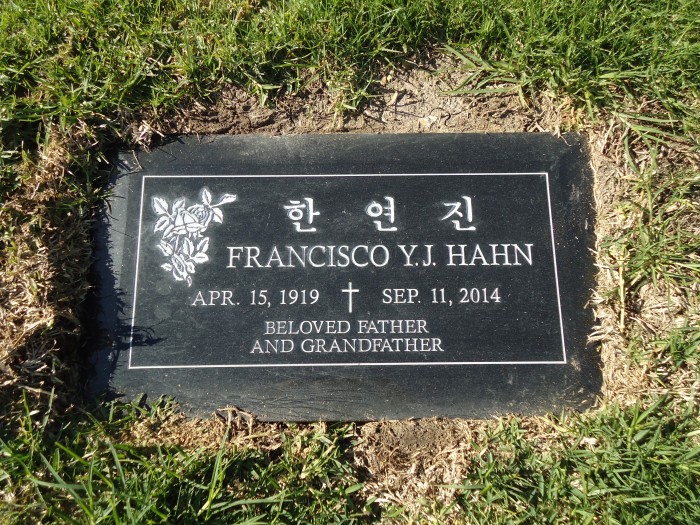 한 연 진
FRANCISCO Y.J. HAHN
APR. 15, 1919 SEP. 11, 2014
BELOVED FATHER
AND GRANDFATHER